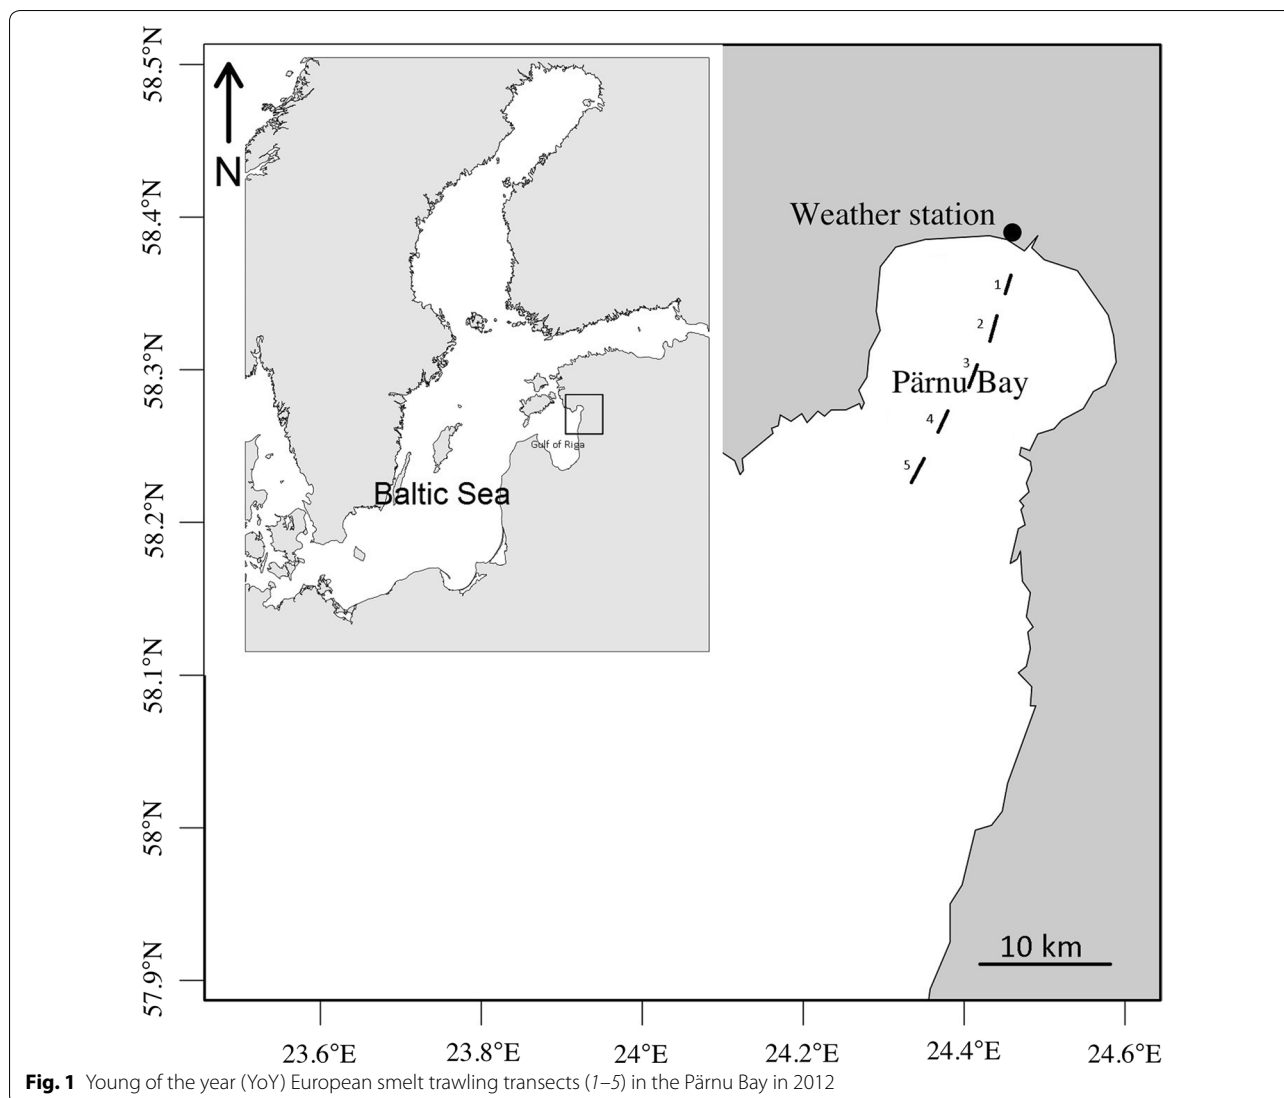 58.5°N
N
58.4°N
Weather station
1
2
58.3°N
3
Pärnu Bay
4
Gulf of Riga
5
Baltic Sea
58.2°N
58.1°N
58°N
10 km
57.9°N
23.6°E
23.8°E
24°E
24.2°E
24.4°E
24.6°E
Fig. 1 Young of the year (YoY) European smelt trawling transects (1–5) in the Pärnu Bay in 2012